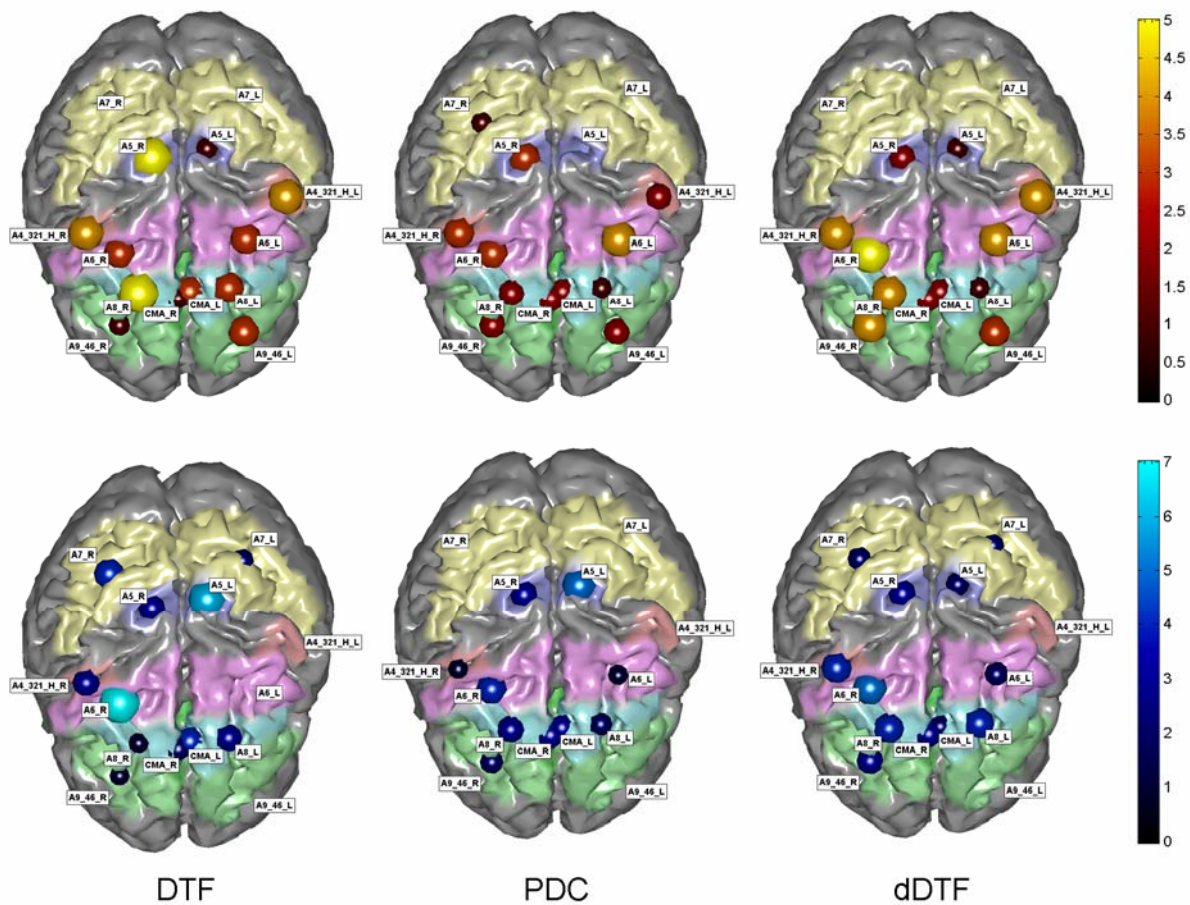 A7_R
A7_L
A5_R
A5_L
A4_321_H_L
A4_321_H_R
A6_R
A6_L
A8_R
CMA_R
CMA_L
A8_L
A9_46_R
A9_46_L
A7_R
A7_L
A5_R
A5_L
A4_321_H_L
A4_321_H_R
A6_R
A6_L
A8_R
CMA_R
CMA_L
A8_L
A9_46_R
A9_46_L
A7_R
A7_L
A5_R
A5_L
A4_321_H_L
A4_321_H_R
A6_R
A6_L
A8_R
CMA_R
CMA_L
A8_L
A9_46_R
A9_46_L
5
4.5
4
3.5
3
2.5
2
1.5
1
0.5
0
A7_R
A7_L
A5_R
A5_L
A4_321_H_L
A4_321_H_R
A6_R
A6_L
A8_R
CMA_R
CMA_L
A8_L
A9_46_R
A9_46_L
A7_R
A7_L
A5_R
A5_L
A4_321_H_L
A4_321_H_R
A6_R
A6_L
A8_R
CMA_R
CMA_L
A8_L
A9_46_R
A9_46_L
A7_R
A7_L
A5_R
A5_L
A4_321_H_L
A4_321_H_R
A6_R
A6_L
A8_R
CMA_R
CMA_L
A8_L
A9_46_R
A9_46_L
7
6
5
4
3
2
1
0
DTF
PDC
dDTF